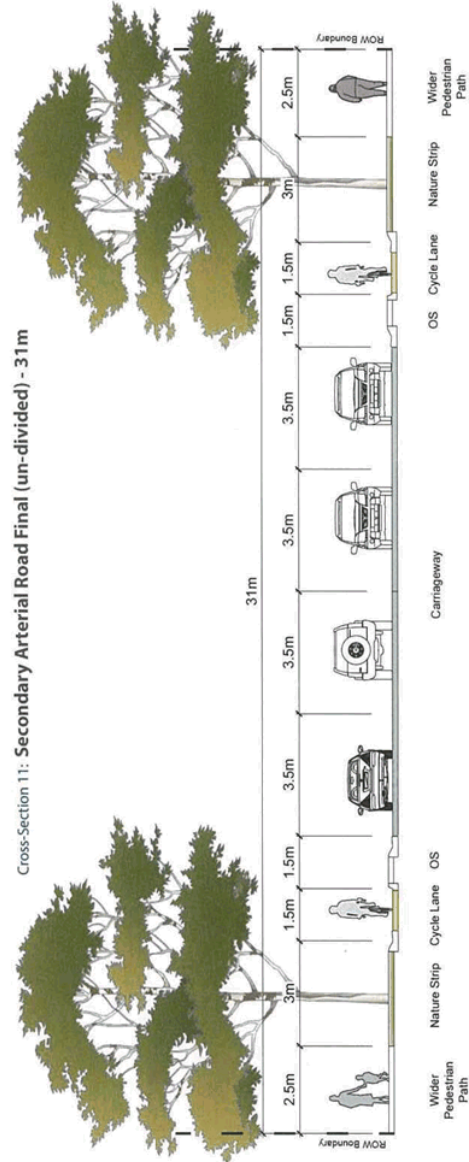 Cross-Section 11: Secondary Arterial Road Final (un-divided) - 31m
31m
2.5m 3m 1.5m 1.5m 3.5m 3.5m 3.5m 3.5m 1.5m 1.5m 3m 2.5m
ROW Boundary
ROW Boundary
Wider
Pedestrian
Path
Nature Strip
Cycle Lane
OS
Carriageway
OS
Cycle Lane
Nature Strip
Wider
Pedestrian
Path